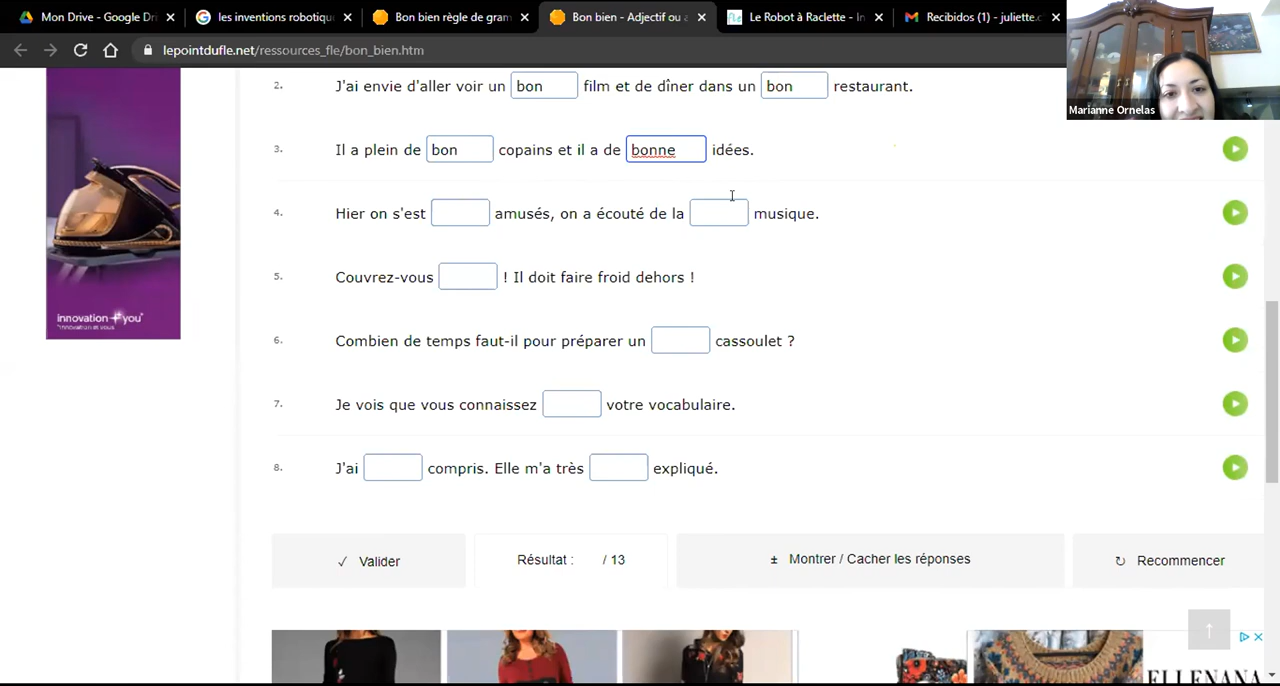 Mon Drive - Google Dri
les inventions robotiqu
Bon bien règle de gram
Bon bien - Adjectif ou a
Le Robot à Raclette - In
Recibidos (1) - juliette.c
lepointdufle.net/ressources_fle/bon_bien.htm
Marianne Ornelas
2. J'ai envie d'aller voir un bon film et de dîner dans un bon restaurant.
3. Il a plein de bon copains et il a de bonne idées.
4. Hier on s'est amusés, on a écouté de la musique.
5. Couvrez-vous ! Il doit faire froid dehors !
6. Combien de temps faut-il pour préparer un cassoulet ?
7. Je vois que vous connaissez votre vocabulaire.
8. J'ai compris. Elle m'a très expliqué.
innovation you
✓ Valider
Résultat : / 13
± Montrer / Cacher les réponses
↻ Recommencer
ELLENANA